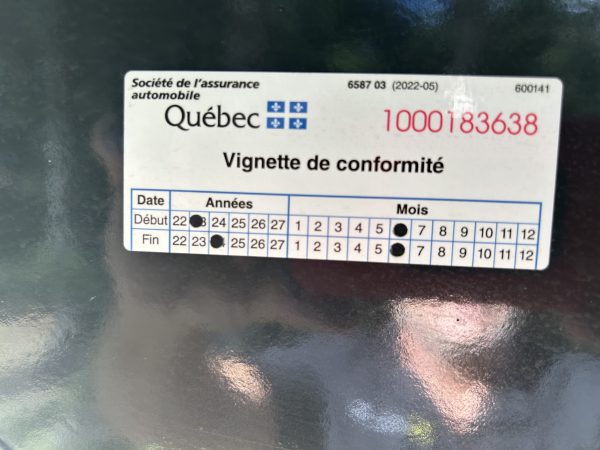 Société de l'assurance
automobile
6587 03 (2022-05)
600141
Québec
1000183638
Vignette de conformité
Date Années Mois
Début 22 24 25 26 27 1 2 3 4 5 7 8 9 10 11 12
Fin 22 23 25 26 27 1 2 3 4 5 7 8 9 10 11 12